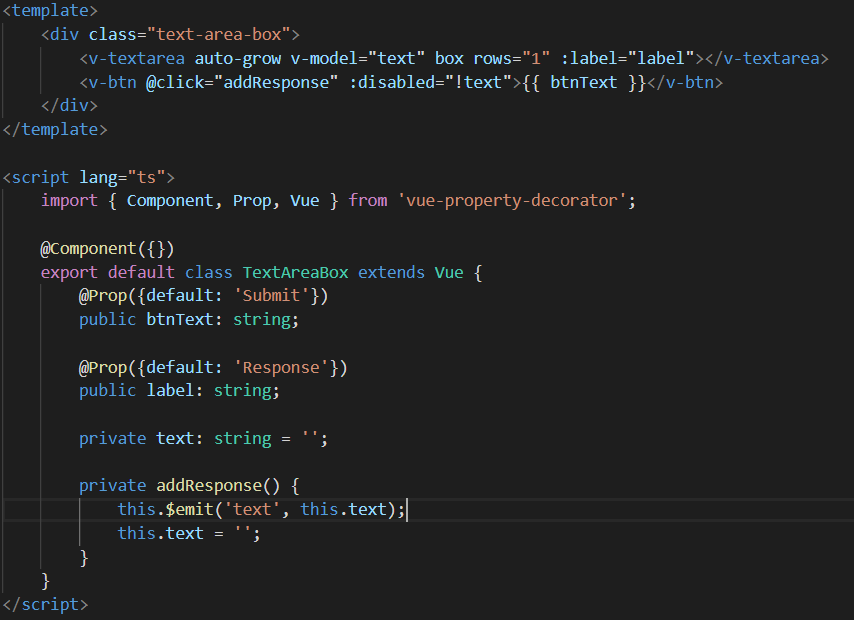 <template>
    <div class="text-area-box">
        <v-textarea auto-grow v-model="text" box rows="1" :label="label"></v-textarea>
        <v-btn @click="addResponse" :disabled="!text">{{ btnText }}</v-btn>
    </div>
</template>

<script lang="ts">
    import { Component, Prop, Vue } from 'vue-property-decorator';

    @Component({})
    export default class TextAreaBox extends Vue {
        @Prop({default: 'Submit'})
        public btnText: string;

        @Prop({default: 'Response'})
        public label: string;

        private text: string = '';

        private addResponse() {
            this.$emit('text', this.text);
            this.text = '';
        }
    }
</script>